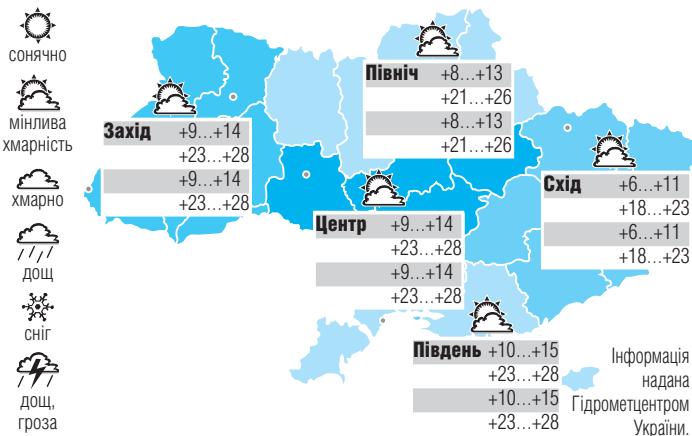 сонячно
мінлива
хмарність
хмарно
дощ
сніг
дощ,
гроза
Північ +8...+13
+21...+26
+8...+13
+21...+26
Захід +9...+14
+23...+28
+9...+14
+23...+28
Схід +6...+11
+18...+23
+6...+11
+18...+23
Центр +9...+14
+23...+28
+9...+14
+23...+28
Південь +10...+15
+23...+28
+10...+15
+23...+28
Інформація
надана
Гідрометцентром
України.